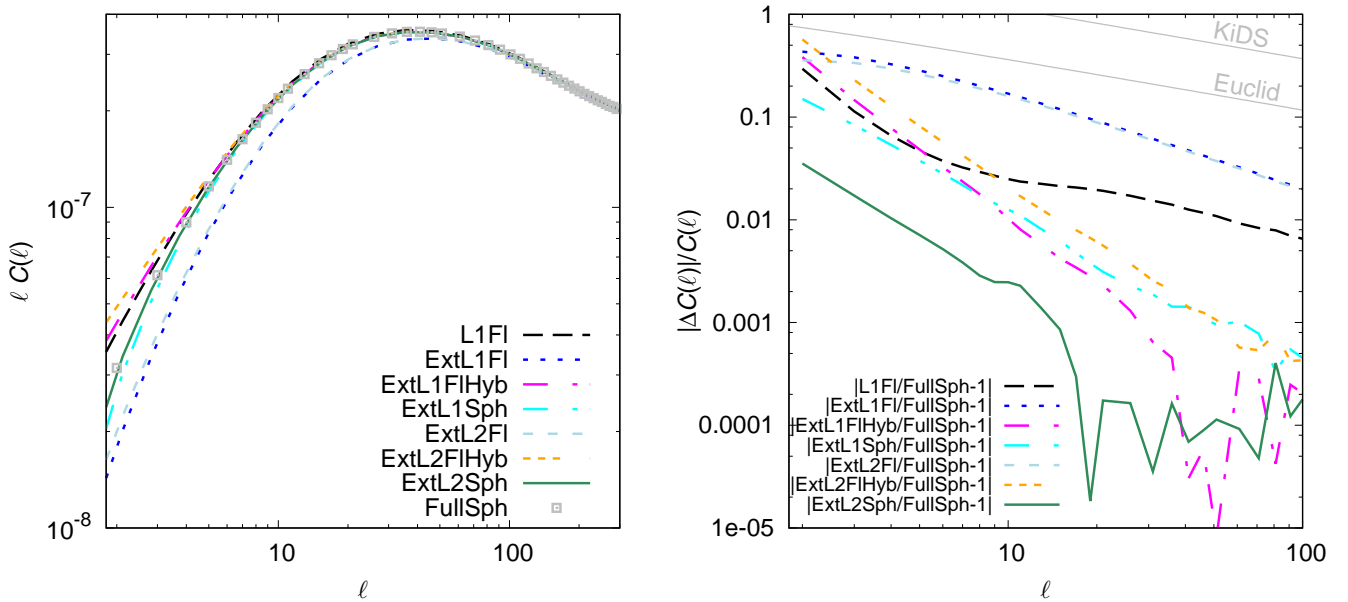 10^-7
10^-8
10
100
ℓ C(ℓ)
ℓ
L1Fl
ExtL1Fl
ExtL1FlHyb
ExtL1Sph
ExtL2Fl
ExtL2FlHyb
ExtL2Sph
FullSph
1
0.1
0.01
0.001
0.0001
1e-05
10
100
|ΔC(ℓ)|/C(ℓ)
ℓ
KiDS
Euclid
|L1Fl/FullSph-1|
|ExtL1Fl/FullSph-1|
|ExtL1FlHyb/FullSph-1|
|ExtL1Sph/FullSph-1|
|ExtL2Fl/FullSph-1|
|ExtL2FlHyb/FullSph-1|
|ExtL2Sph/FullSph-1|